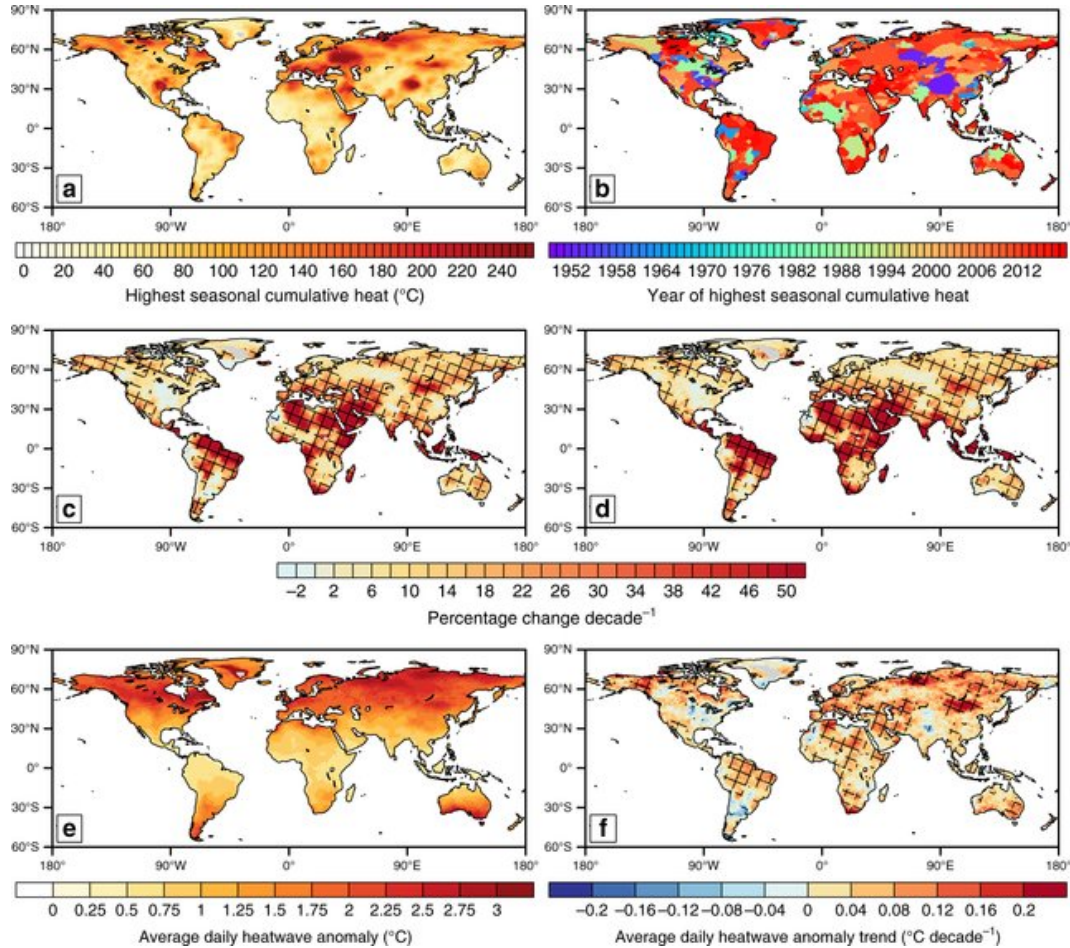 90°N
60°N
30°N
0°
30°S
60°S
a
180° 90°W 0° 90°E 180°
0 20 40 60 80 100 120 140 160 180 200 220 240
Highest seasonal cumulative heat (°C)
90°N
60°N
30°N
0°
30°S
60°S
b
180° 90°W 0° 90°E 180°
1952 1958 1964 1970 1976 1982 1988 1994 2000 2006 2012
Year of highest seasonal cumulative heat
90°N
60°N
30°N
0°
30°S
60°S
c
180° 90°W 0° 90°E 180°
90°N
60°N
30°N
0°
30°S
60°S
d
180° 90°W 0° 90°E 180°
−2 2 6 10 14 18 22 26 30 34 38 42 46 50
Percentage change decade⁻¹
90°N
60°N
30°N
0°
30°S
60°S
e
180° 90°W 0° 90°E 180°
0 0.25 0.5 0.75 1 1.25 1.5 1.75 2 2.25 2.5 2.75 3
Average daily heatwave anomaly (°C)
90°N
60°N
30°N
0°
30°S
60°S
f
180° 90°W 0° 90°E 180°
−0.2 −0.16 −0.12 −0.08 −0.04 0 0.04 0.08 0.12 0.16 0.2
Average daily heatwave anomaly trend (°C decade⁻¹)